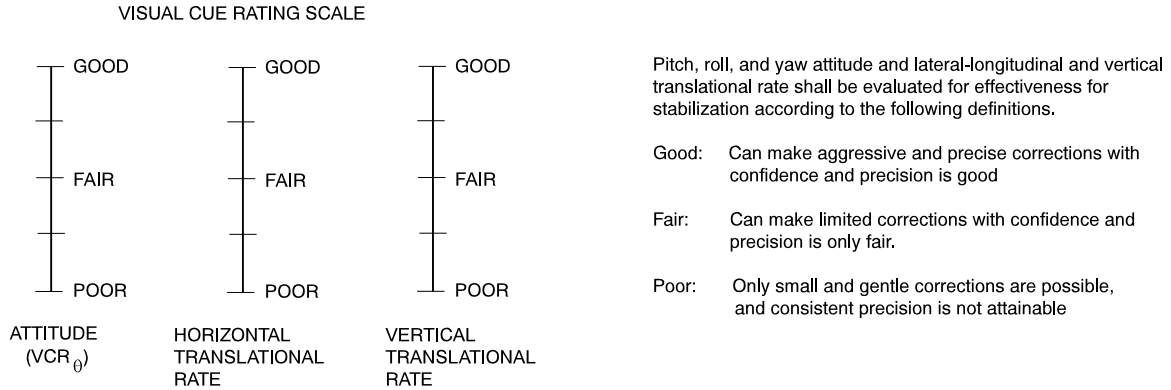 VISUAL CUE RATING SCALE
GOOD
FAIR
POOR
ATTITUDE
(VCR θ)
GOOD
FAIR
POOR
HORIZONTAL
TRANSLATIONAL
RATE
GOOD
FAIR
POOR
VERTICAL
TRANSLATIONAL
RATE
Pitch, roll, and yaw attitude and lateral-longitudinal and vertical
translational rate shall be evaluated for effectiveness for
stabilization according to the following definitions.
Good: Can make aggressive and precise corrections with
confidence and precision is good
Fair: Can make limited corrections with confidence and
precision is only fair.
Poor: Only small and gentle corrections are possible,
and consistent precision is not attainable